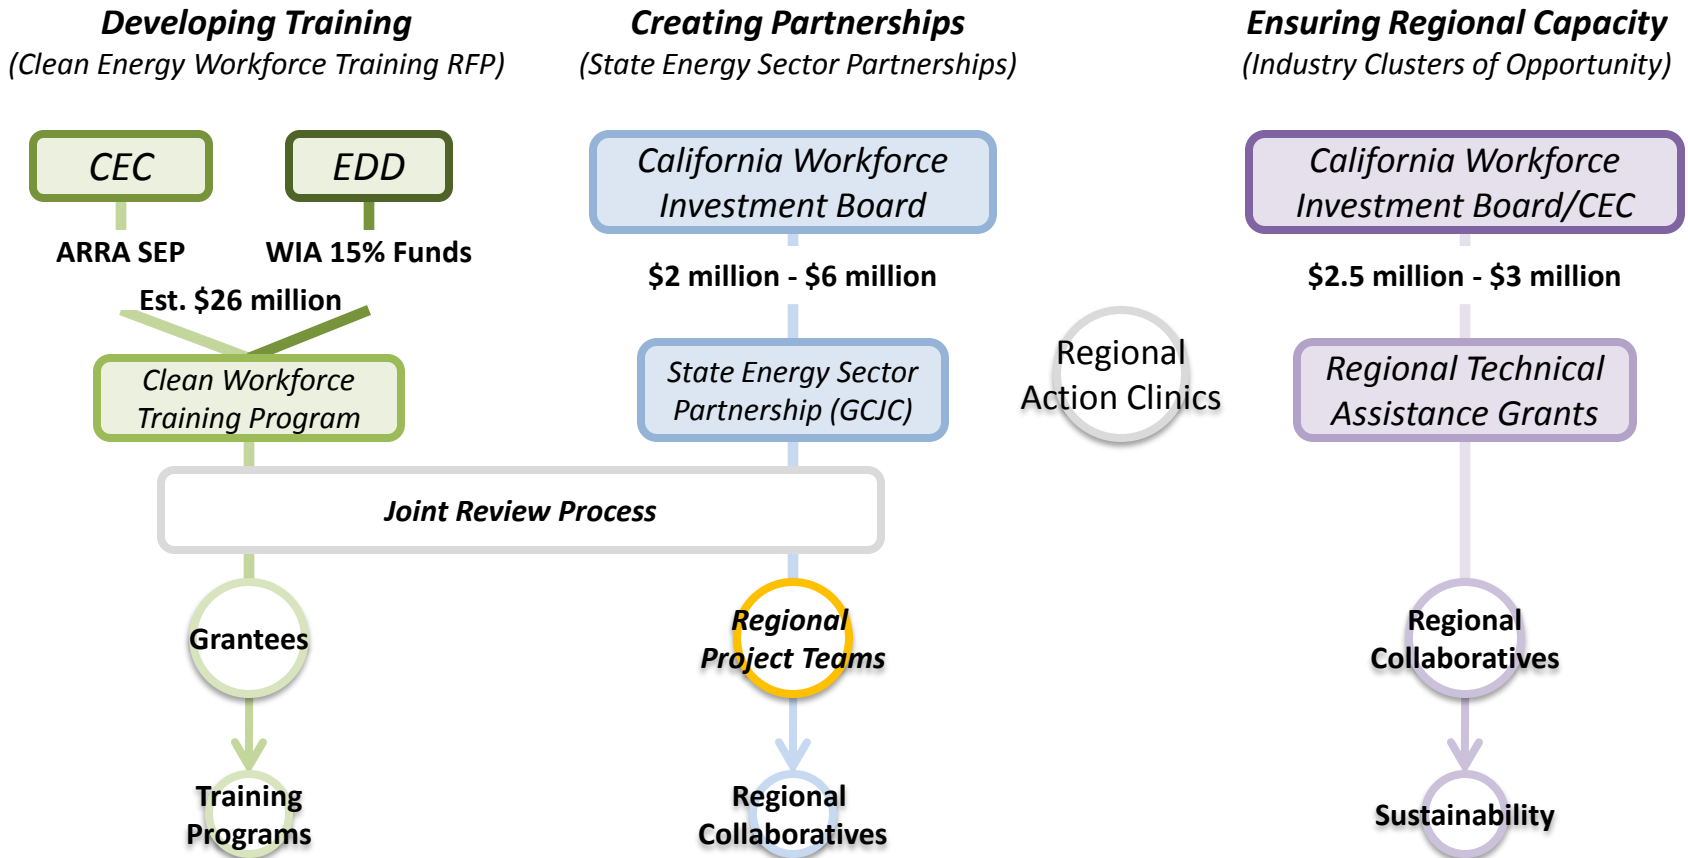 Developing Training
(Clean Energy Workforce Training RFP)
Creating Partnerships
(State Energy Sector Partnerships)
Ensuring Regional Capacity
(Industry Clusters of Opportunity)
CEC
EDD
California Workforce
Investment Board
California Workforce
Investment Board/CEC
ARRA SEP
WIA 15% Funds
Est. $26 million
$2 million - $6 million
$2.5 million - $3 million
Clean Workforce
Training Program
State Energy Sector
Partnership (GCJC)
Regional
Action Clinics
Regional Technical
Assistance Grants
Joint Review Process
Grantees
Regional
Project Teams
Regional
Collaboratives
Training
Programs
Regional
Collaboratives
Sustainability